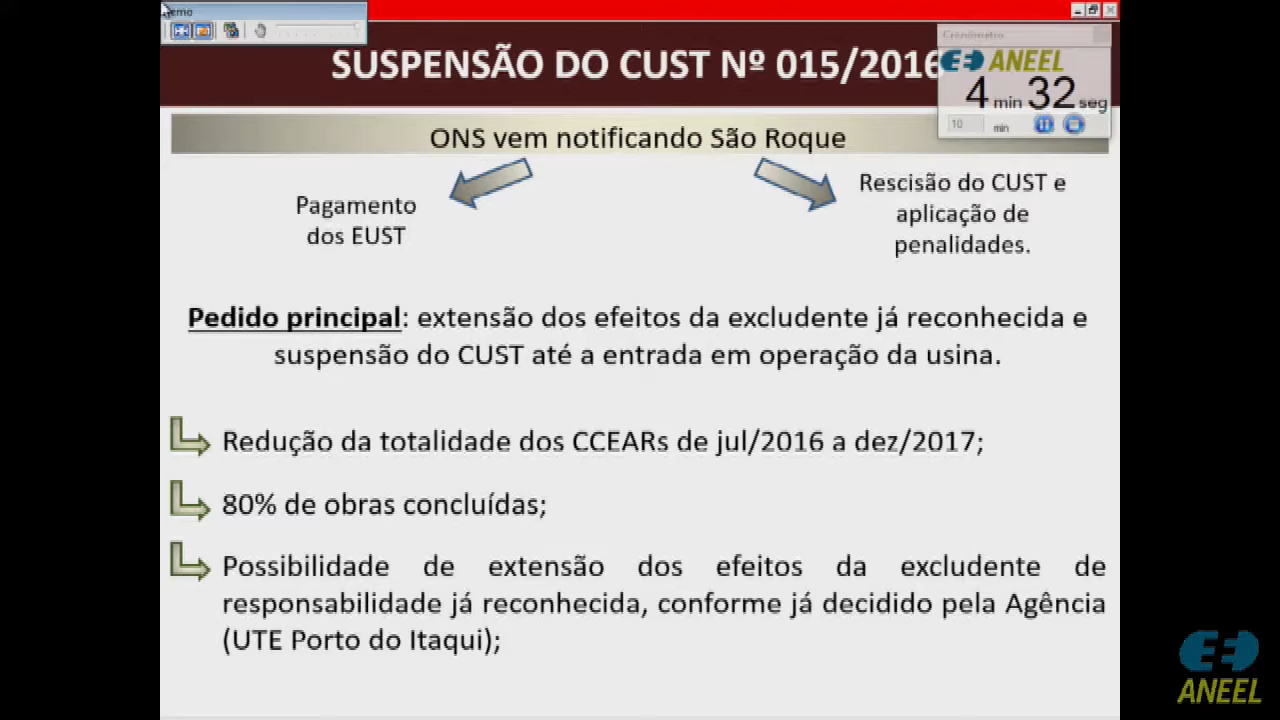 emo
SUSPENSÃO DO CUST Nº 015/2016
Cronômetro
ANEEL
4 min 32 seg
10 min
ONS vem notificando São Roque
Pagamento
dos EUST
Rescisão do CUST e
aplicação de
penalidades.
Pedido principal: extensão dos efeitos da excludente já reconhecida e
suspensão do CUST até a entrada em operação da usina.
Redução da totalidade dos CCEARs de jul/2016 a dez/2017;
80% de obras concluídas;
Possibilidade de extensão dos efeitos da excludente de
responsabilidade já reconhecida, conforme já decidido pela Agência
(UTE Porto do Itaqui);
ANEEL